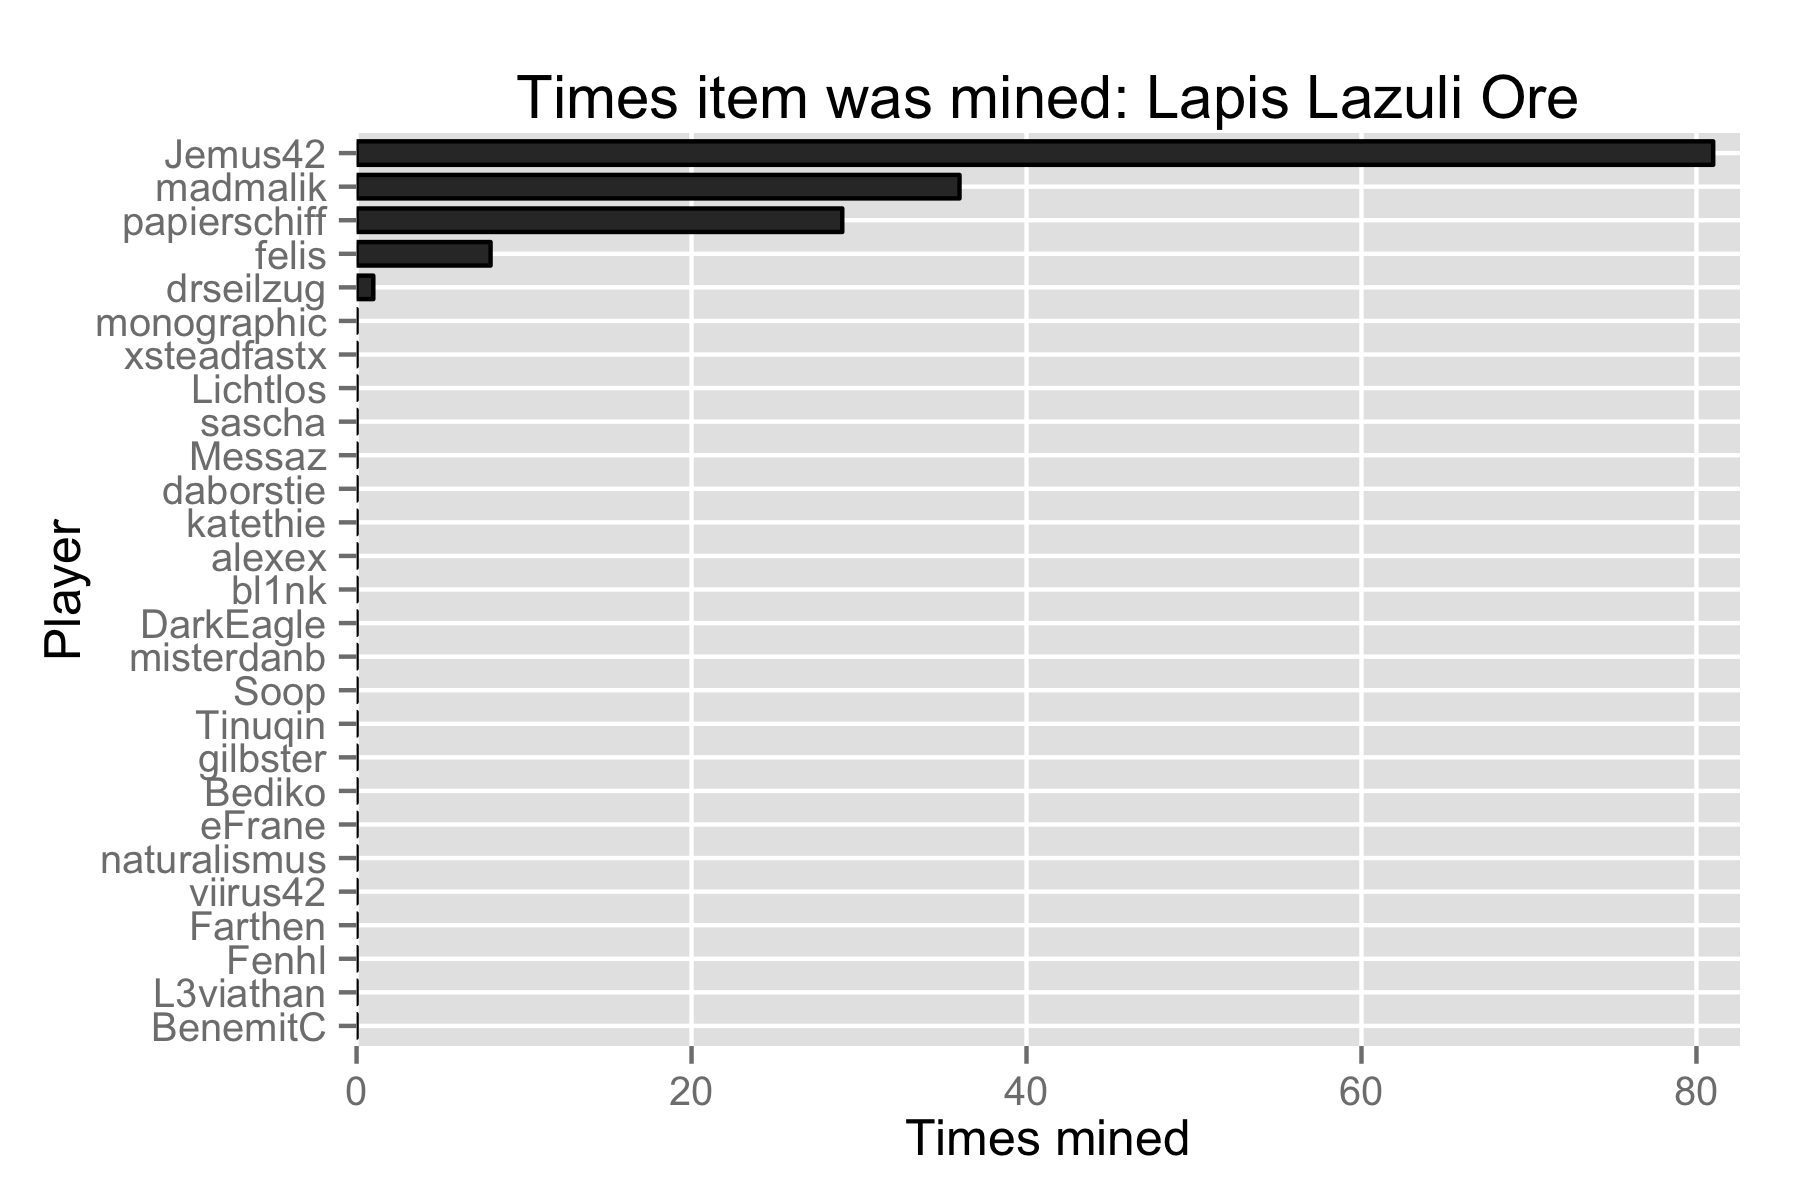 Times item was mined: Lapis Lazuli Ore
Jemus42
madmalik
papierschiff
felis
drseilzug
monographic
xsteadfastx
Lichtlos
sascha
Messaz
daborstie
katethie
alexex
bl1nk
DarkEagle
misterdanb
Soop
Tinuqin
gilbster
Bediko
eFrane
naturalismus
viirus42
Farthen
Fenhl
L3viathan
BenemitC
Player
0 20 40 60 80
Times mined